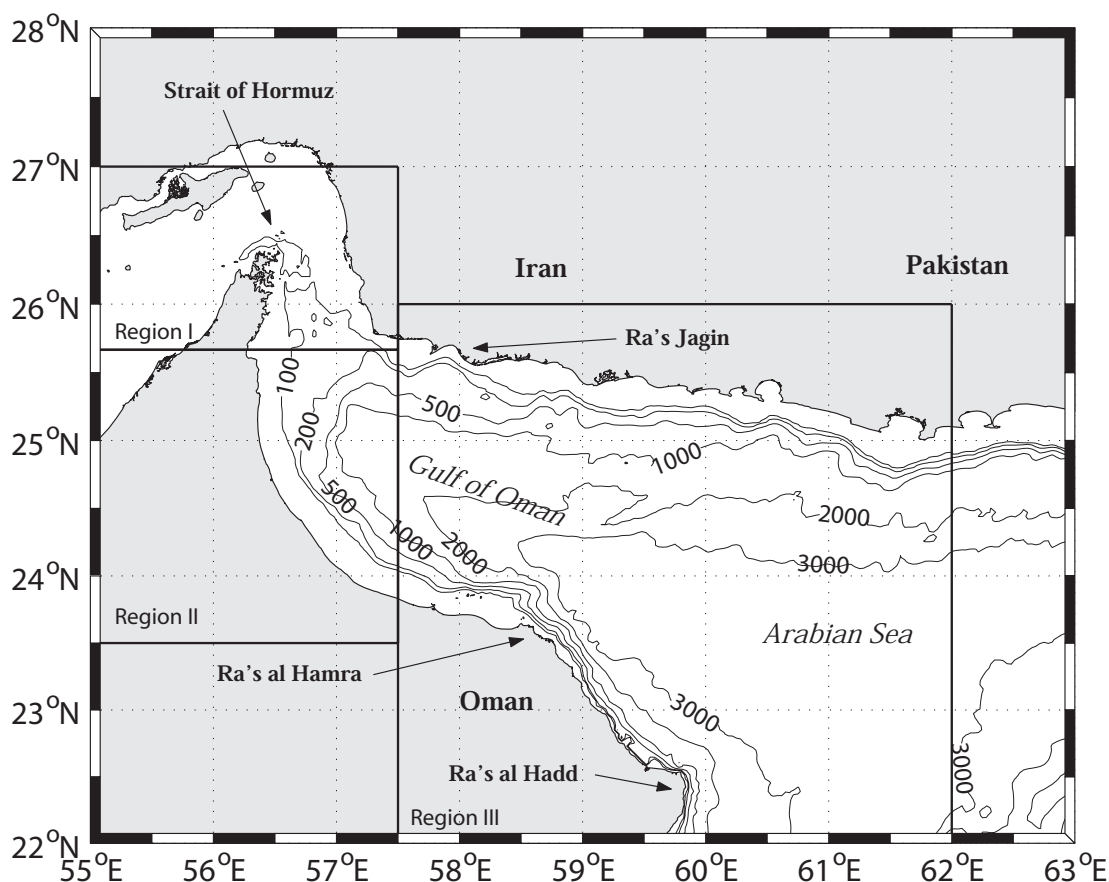 28°N
Strait of Hormuz
27°N
Iran
Pakistan
26°N
Region I
Ra's Jagin
100
500
200
25°N
1000
Gulf of Oman
500
2000
1000
2000
3000
24°N
Region II
Arabian Sea
Ra's al Hamra
Oman
23°N
3000
Ra's al Hadd
3000
Region III
22°N
55°E
56°E
57°E
58°E
59°E
60°E
61°E
62°E
63°E